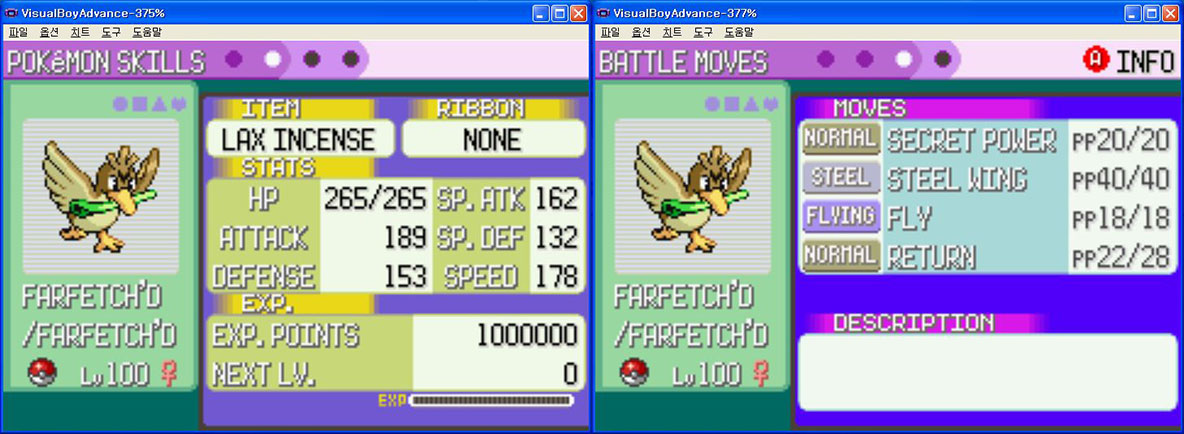 VisualBoyAdvance-375%
파일 옵션 치트 도구 도움말
POKéMON SKILLS
ITEM RIBBON
LAX INCENSE NONE
STATS
HP 265/265 SP. ATK 162
ATTACK 189 SP. DEF 132
DEFENSE 153 SPEED 178
FARFETCH'D
/FARFETCH'D
Lv100 ♀
EXP.
EXP. POINTS 1000000
NEXT LV. 0
EXP
VisualBoyAdvance-377%
파일 옵션 치트 도구 도움말
BATTLE MOVES A INFO
MOVES
NORMAL SECRET POWER PP20/20
STEEL STEEL WING PP40/40
FLYING FLY PP18/18
NORMAL RETURN PP22/28
FARFETCH'D
/FARFETCH'D
Lv100 ♀
DESCRIPTION